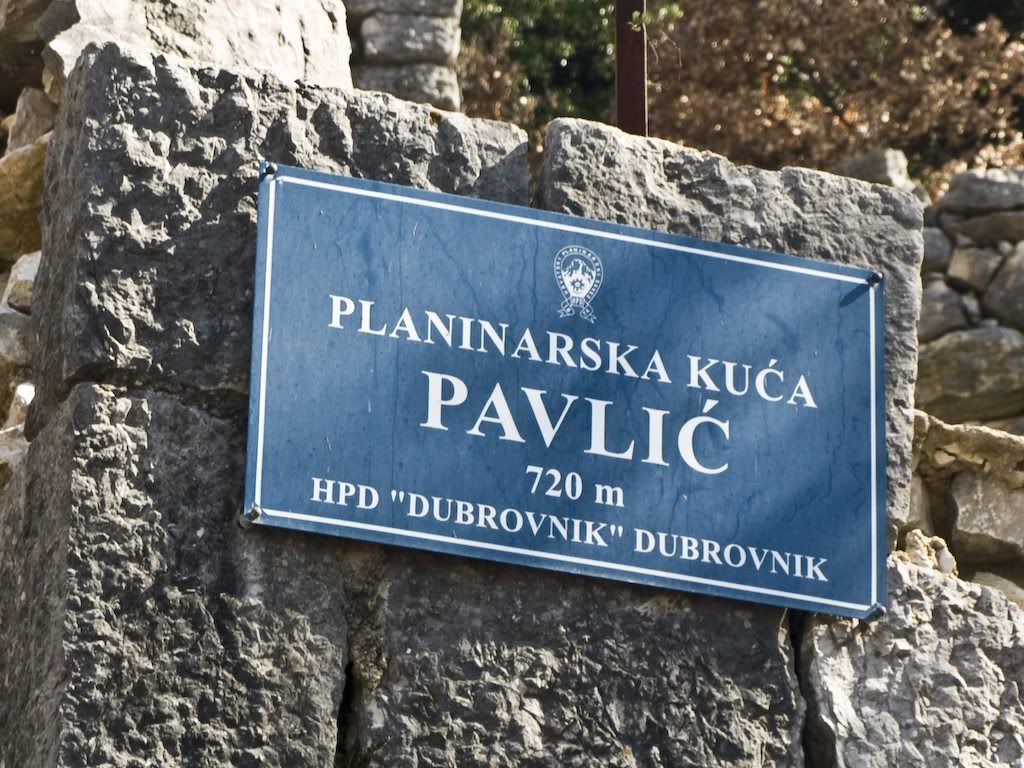 PLANINARSKA KUĆA
PAVLIĆ
720 m
HPD "DUBROVNIK" DUBROVNIK